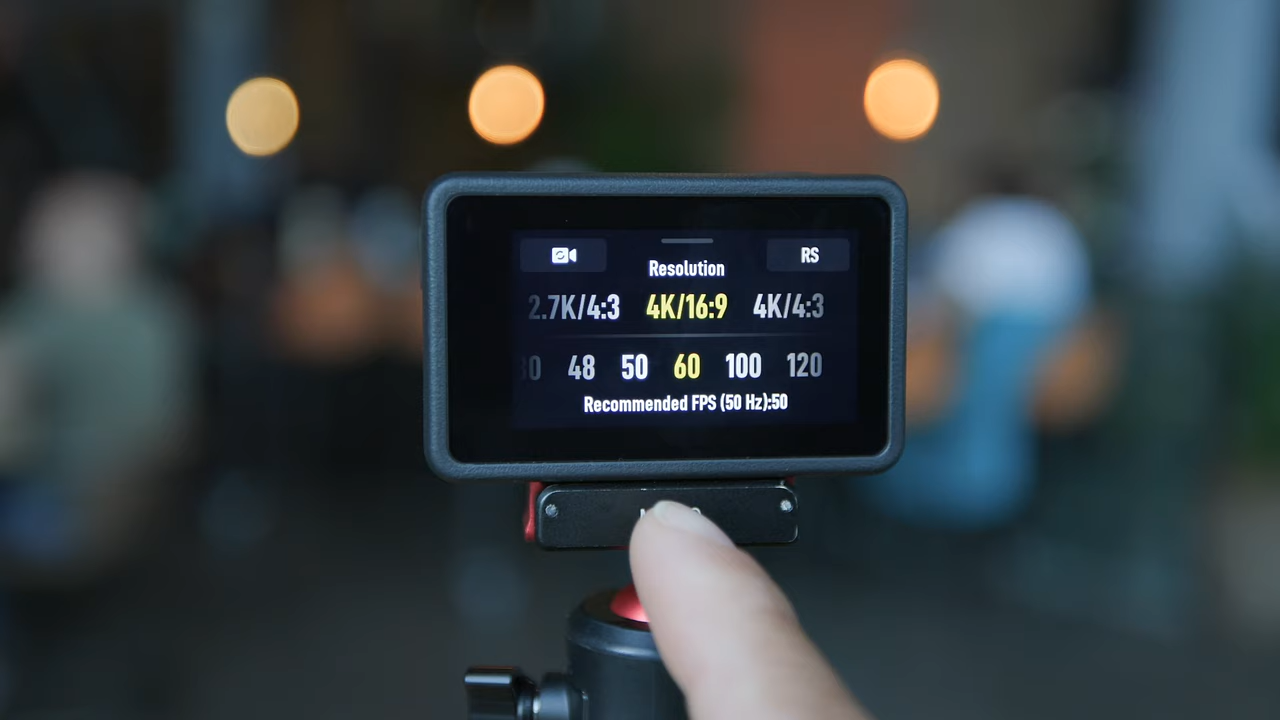 RS
Resolution
2.7K/4:3 4K/16:9 4K/4:3
48 50 60 100 120
Recommended FPS (50 Hz):50